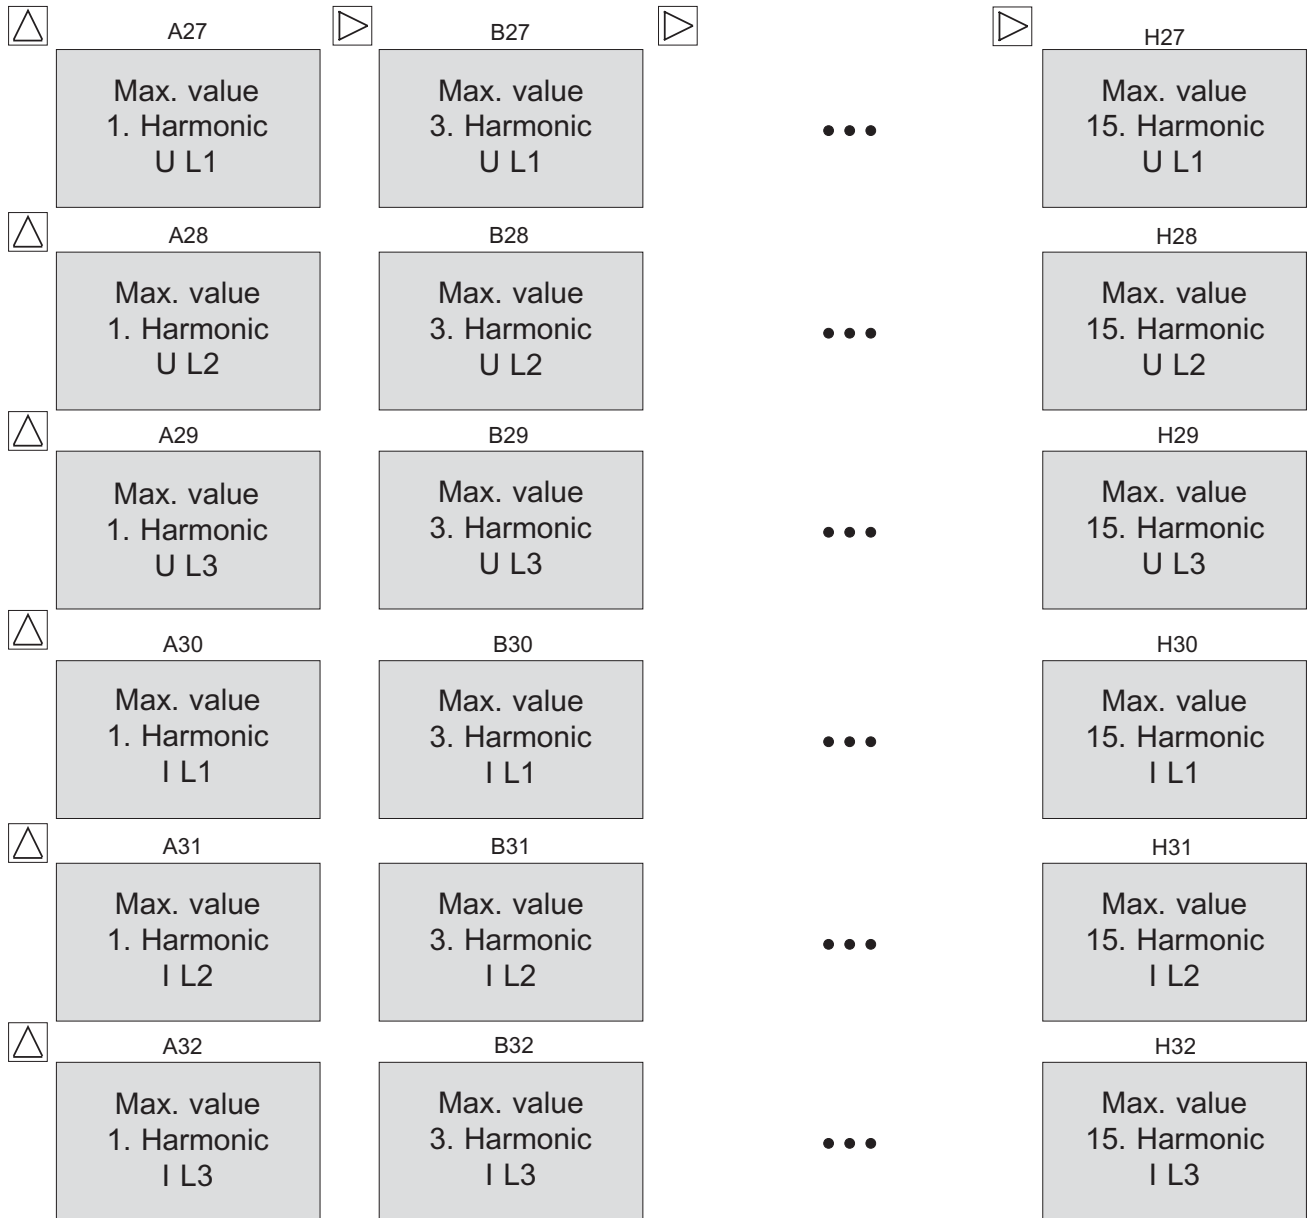 A27
B27
H27
Max. value
1. Harmonic
U L1
Max. value
3. Harmonic
U L1
Max. value
15. Harmonic
U L1
A28
B28
H28
Max. value
1. Harmonic
U L2
Max. value
3. Harmonic
U L2
Max. value
15. Harmonic
U L2
A29
B29
H29
Max. value
1. Harmonic
U L3
Max. value
3. Harmonic
U L3
Max. value
15. Harmonic
U L3
A30
B30
H30
Max. value
1. Harmonic
I L1
Max. value
3. Harmonic
I L1
Max. value
15. Harmonic
I L1
A31
B31
H31
Max. value
1. Harmonic
I L2
Max. value
3. Harmonic
I L2
Max. value
15. Harmonic
I L2
A32
B32
H32
Max. value
1. Harmonic
I L3
Max. value
3. Harmonic
I L3
Max. value
15. Harmonic
I L3